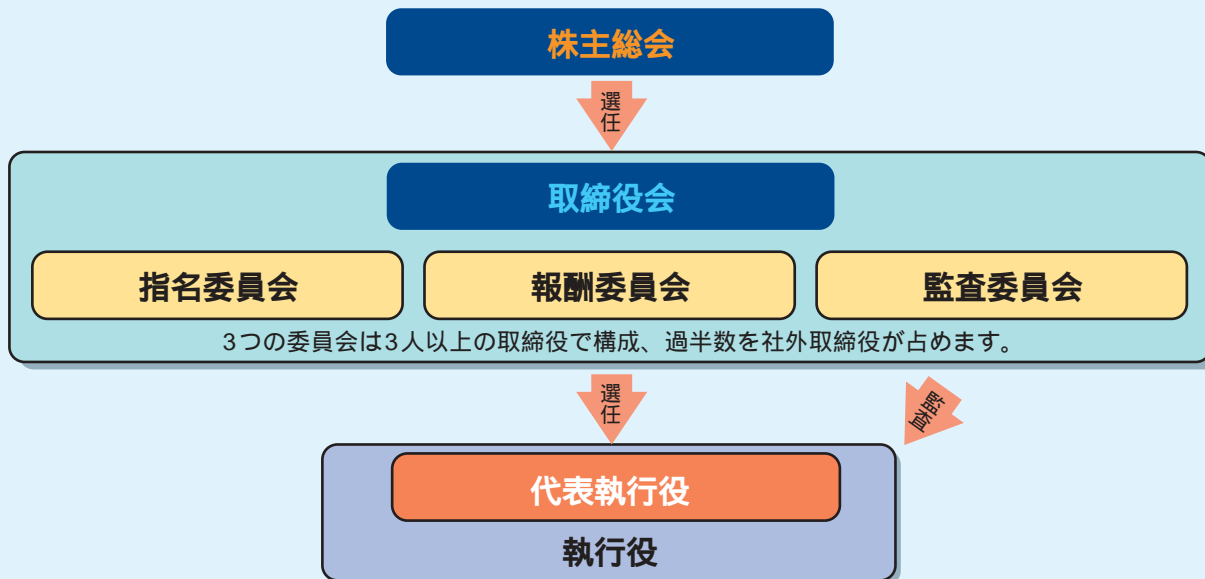 株主総会
選任
取締役会
指名委員会
報酬委員会
監査委員会
3つの委員会は3人以上の取締役で構成、過半数を社外取締役が占めます。
選任
監査
代表執行役
執行役